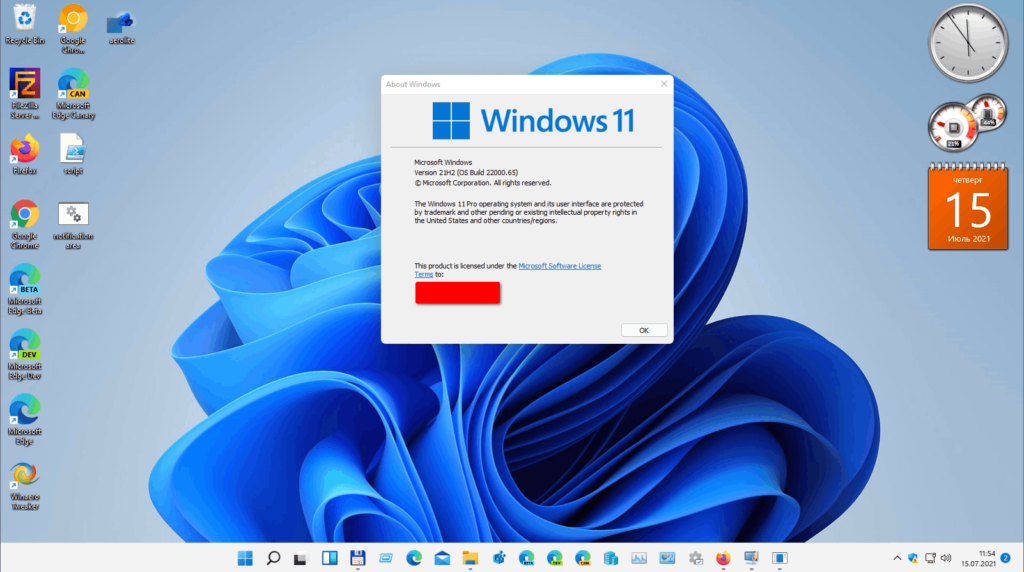 Recycle Bin
Google
Chro...
aerolite
FileZilla
Server ...
CAN
Microsoft
Edge Canary
Firefox
script
Google
Chrome
notification
area
BETA
Microsoft
Edge Beta
DEV
Microsoft
Edge Dev
Microsoft
Edge
Winaero
Tweaker
About Windows
Windows 11
Microsoft Windows
Version 21H2 (OS Build 22000.65)
© Microsoft Corporation. All rights reserved.
The Windows 11 Pro operating system and its user interface are protected
by trademark and other pending or existing intellectual property rights in
the United States and other countries/regions.
This product is licensed under the Microsoft Software License
Terms to:
OK
21%
44%
четверг
15
Июль 2021
BETA
DEV
CAN
11:54
15.07.2021
2